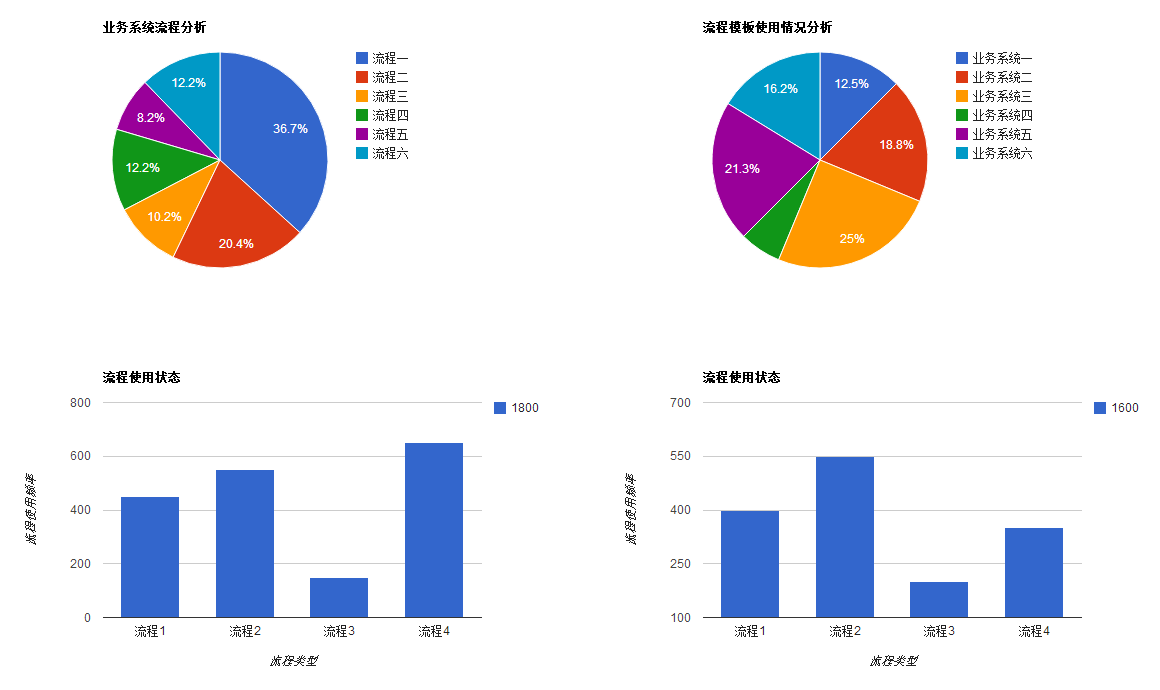 业务系统流程分析
36.7%
20.4%
10.2%
12.2%
8.2%
12.2%
流程一
流程二
流程三
流程四
流程五
流程六
流程模板使用情况分析
12.5%
18.8%
25%
21.3%
16.2%
业务系统一
业务系统二
业务系统三
业务系统四
业务系统五
业务系统六
流程使用状态
800
600
400
200
0
流程使用频率
流程1
流程2
流程3
流程4
流程类型
1800
流程使用状态
700
550
400
250
100
流程使用频率
流程1
流程2
流程3
流程4
流程类型
1600